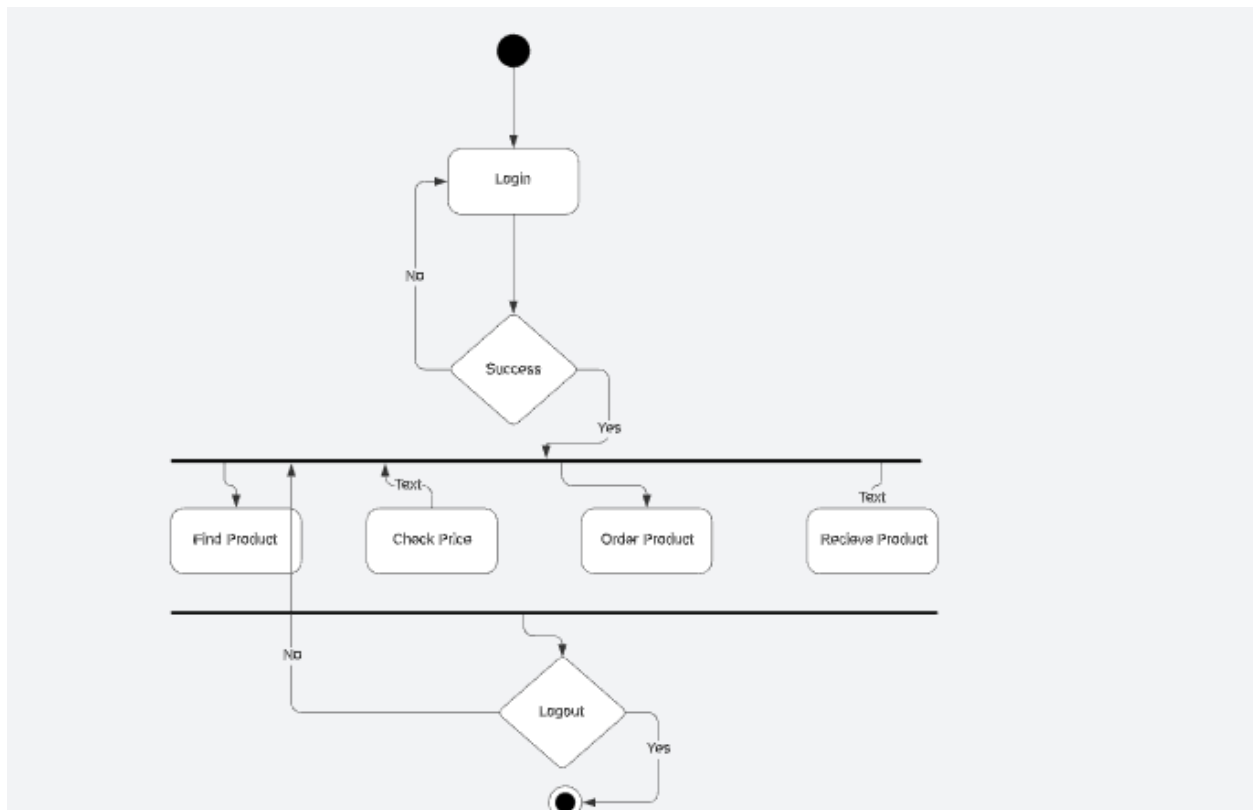 Login
No
Success
Yes
Text
Text
Find Product
Check Price
Order Product
Recieve Product
No
Logout
Yes